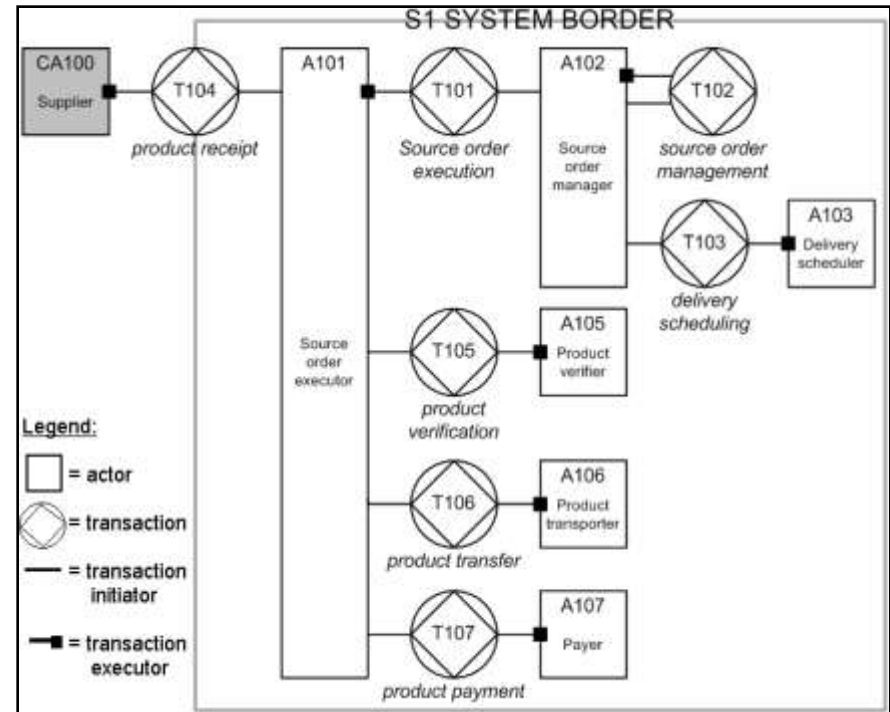 S1 SYSTEM BORDER
CA100
Supplier
T104
product receipt
A101
Source
order
executor
T101
Source order
execution
A102
Source
order
manager
T102
source order
management
T103
delivery
scheduling
A103
Delivery
scheduler
T105
product
verification
A105
Product
verifier
T106
product transfer
A106
Product
transporter
T107
product payment
A107
Payer
Legend:
= actor
= transaction
= transaction
initiator
= transaction
executor